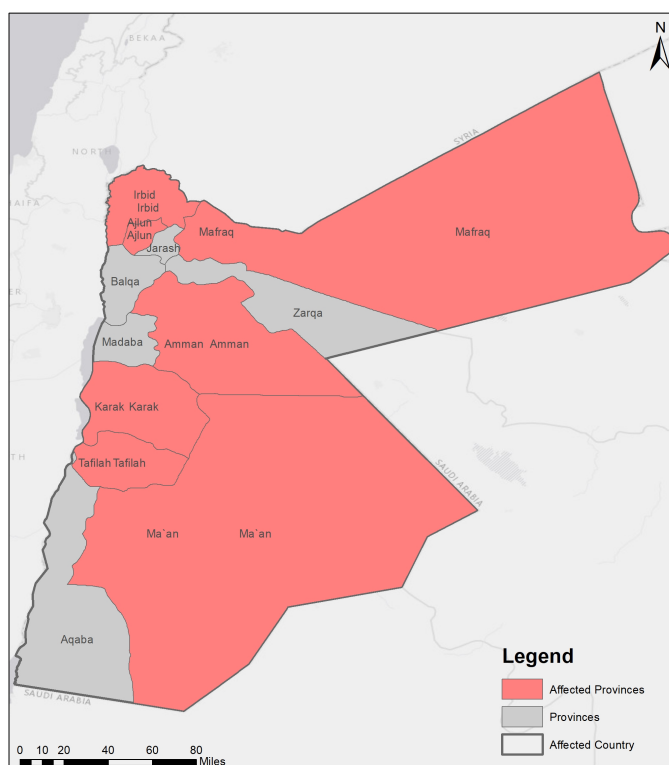 N
BEKAA
SYRIA
NORTH
HAIFA
Irbid
Irbid
Ajlun
Ajlun
Mafraq
Mafraq
Jarash
Balqa
Zarqa
Madaba
Amman Amman
Karak Karak
Tafilah Tafilah
SAUDI ARABIA
Ma`an
Ma`an
Aqaba
SAUDI ARABIA
Legend
Affected Provinces
Provinces
Affected Country
0 10 20 40 60 80
Miles